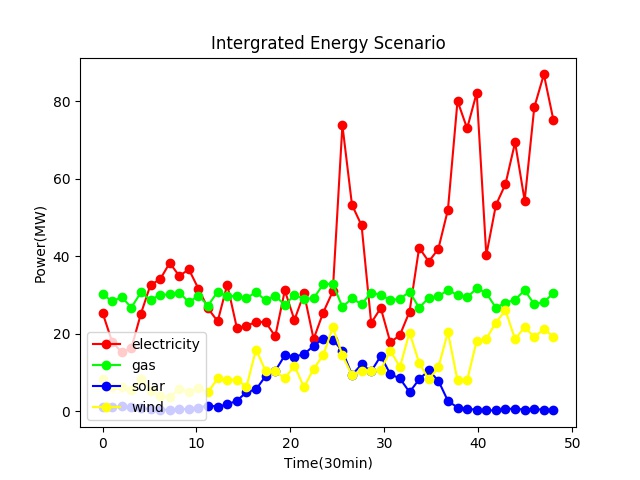 Intergrated Energy Scenario
Power(MW)
80
60
40
20
0
electricity
gas
solar
wind
0 10 20 30 40 50
Time(30min)